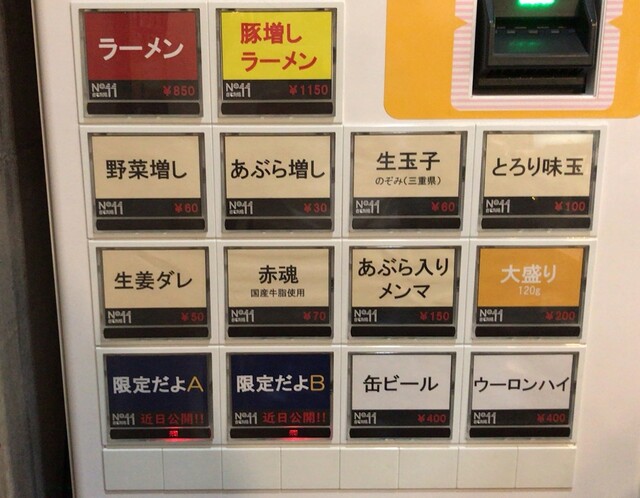 ラーメン
No.11
¥850
豚増し
ラーメン
No.11
¥1150
野菜増し
No.11
¥60
あぶら増し
No.11
¥30
生玉子
のぞみ(三重県)
No.11
¥60
とろり味玉
No.11
¥100
生姜ダレ
No.11
¥50
赤魂
国産牛脂使用
No.11
¥70
あぶら入り
メンマ
No.11
¥150
大盛り
120g
No.11
¥200
限定だよA
No.11
近日公開!!
限定だよB
No.11
近日公開!!
缶ビール
No.11
¥400
ウーロンハイ
No.11
¥400